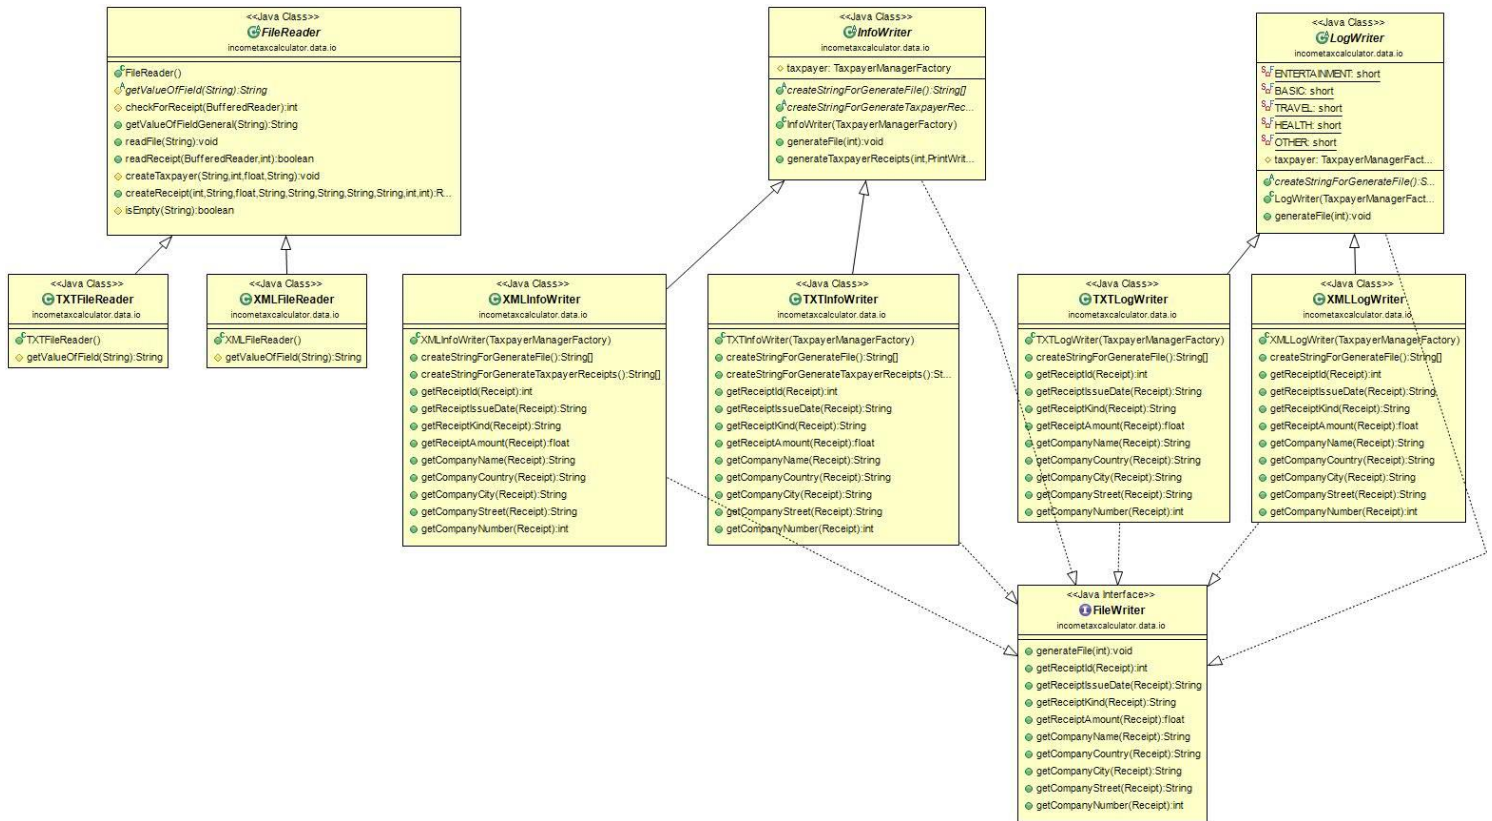 <<Java Class>>
FileReader
incometaxcalculator.data.io
FileReader()
getValueOfField(String):String
checkForReceipt(BufferedReader):int
getValueOfFieldGeneral(String):String
readFile(String):void
readReceipt(BufferedReader,int):boolean
createTaxpayer(String,int,float,String):void
createReceipt(int,String,float,String,String,String,String,String,int,int):R...
isEmpty(String):boolean
<<Java Class>>
InfoWriter
incometaxcalculator.data.io
taxpayer: TaxpayerManagerFactory
createStringForGenerateFile():String[]
createStringForGenerateTaxpayerRec...
InfoWriter(TaxpayerManagerFactory)
generateFile(int):void
generateTaxpayerReceipts(int,PrintWrit...
<<Java Class>>
LogWriter
incometaxcalculator.data.io
ENTERTAINMENT: short
BASIC: short
TRAVEL: short
HEALTH: short
OTHER: short
taxpayer: TaxpayerManagerFact...
createStringForGenerateFile():S...
LogWriter(TaxpayerManagerFact...
generateFile(int):void
<<Java Class>>
TXTFileReader
incometaxcalculator.data.io
TXTFileReader()
getValueOfField(String):String
<<Java Class>>
XMLFileReader
incometaxcalculator.data.io
XMLFileReader()
getValueOfField(String):String
<<Java Class>>
XMLInfoWriter
incometaxcalculator.data.io
XMLInfoWriter(TaxpayerManagerFactory)
createStringForGenerateFile():String[]
createStringForGenerateTaxpayerReceipts():String[]
getReceiptId(Receipt):int
getReceiptIssueDate(Receipt):String
getReceiptKind(Receipt):String
getReceiptAmount(Receipt):float
getCompanyName(Receipt):String
getCompanyCountry(Receipt):String
getCompanyCity(Receipt):String
getCompanyStreet(Receipt):String
getCompanyNumber(Receipt):int
<<Java Class>>
TXTInfoWriter
incometaxcalculator.data.io
TXTInfoWriter(TaxpayerManagerFactory)
createStringForGenerateFile():String[]
createStringForGenerateTaxpayerReceipts():St...
getReceiptId(Receipt):int
getReceiptIssueDate(Receipt):String
getReceiptKind(Receipt):String
getReceiptAmount(Receipt):float
getCompanyName(Receipt):String
getCompanyCountry(Receipt):String
getCompanyCity(Receipt):String
getCompanyStreet(Receipt):String
getCompanyNumber(Receipt):int
<<Java Class>>
TXTLogWriter
incometaxcalculator.data.io
TXTLogWriter(TaxpayerManagerFactory)
createStringForGenerateFile():String[]
getReceiptId(Receipt):int
getReceiptIssueDate(Receipt):String
getReceiptKind(Receipt):String
getReceiptAmount(Receipt):float
getCompanyName(Receipt):String
getCompanyCountry(Receipt):String
getCompanyCity(Receipt):String
getCompanyStreet(Receipt):String
getCompanyNumber(Receipt):int
<<Java Class>>
XMLLogWriter
incometaxcalculator.data.io
XMLLogWriter(TaxpayerManagerFactory)
createStringForGenerateFile():String[]
getReceiptId(Receipt):int
getReceiptIssueDate(Receipt):String
getReceiptKind(Receipt):String
getReceiptAmount(Receipt):float
getCompanyName(Receipt):String
getCompanyCountry(Receipt):String
getCompanyCity(Receipt):String
getCompanyStreet(Receipt):String
getCompanyNumber(Receipt):int
<<Java Interface>>
FileWriter
incometaxcalculator.data.io
generateFile(int):void
getReceiptId(Receipt):int
getReceiptIssueDate(Receipt):String
getReceiptKind(Receipt):String
getReceiptAmount(Receipt):float
getCompanyName(Receipt):String
getCompanyCountry(Receipt):String
getCompanyCity(Receipt):String
getCompanyStreet(Receipt):String
getCompanyNumber(Receipt):int